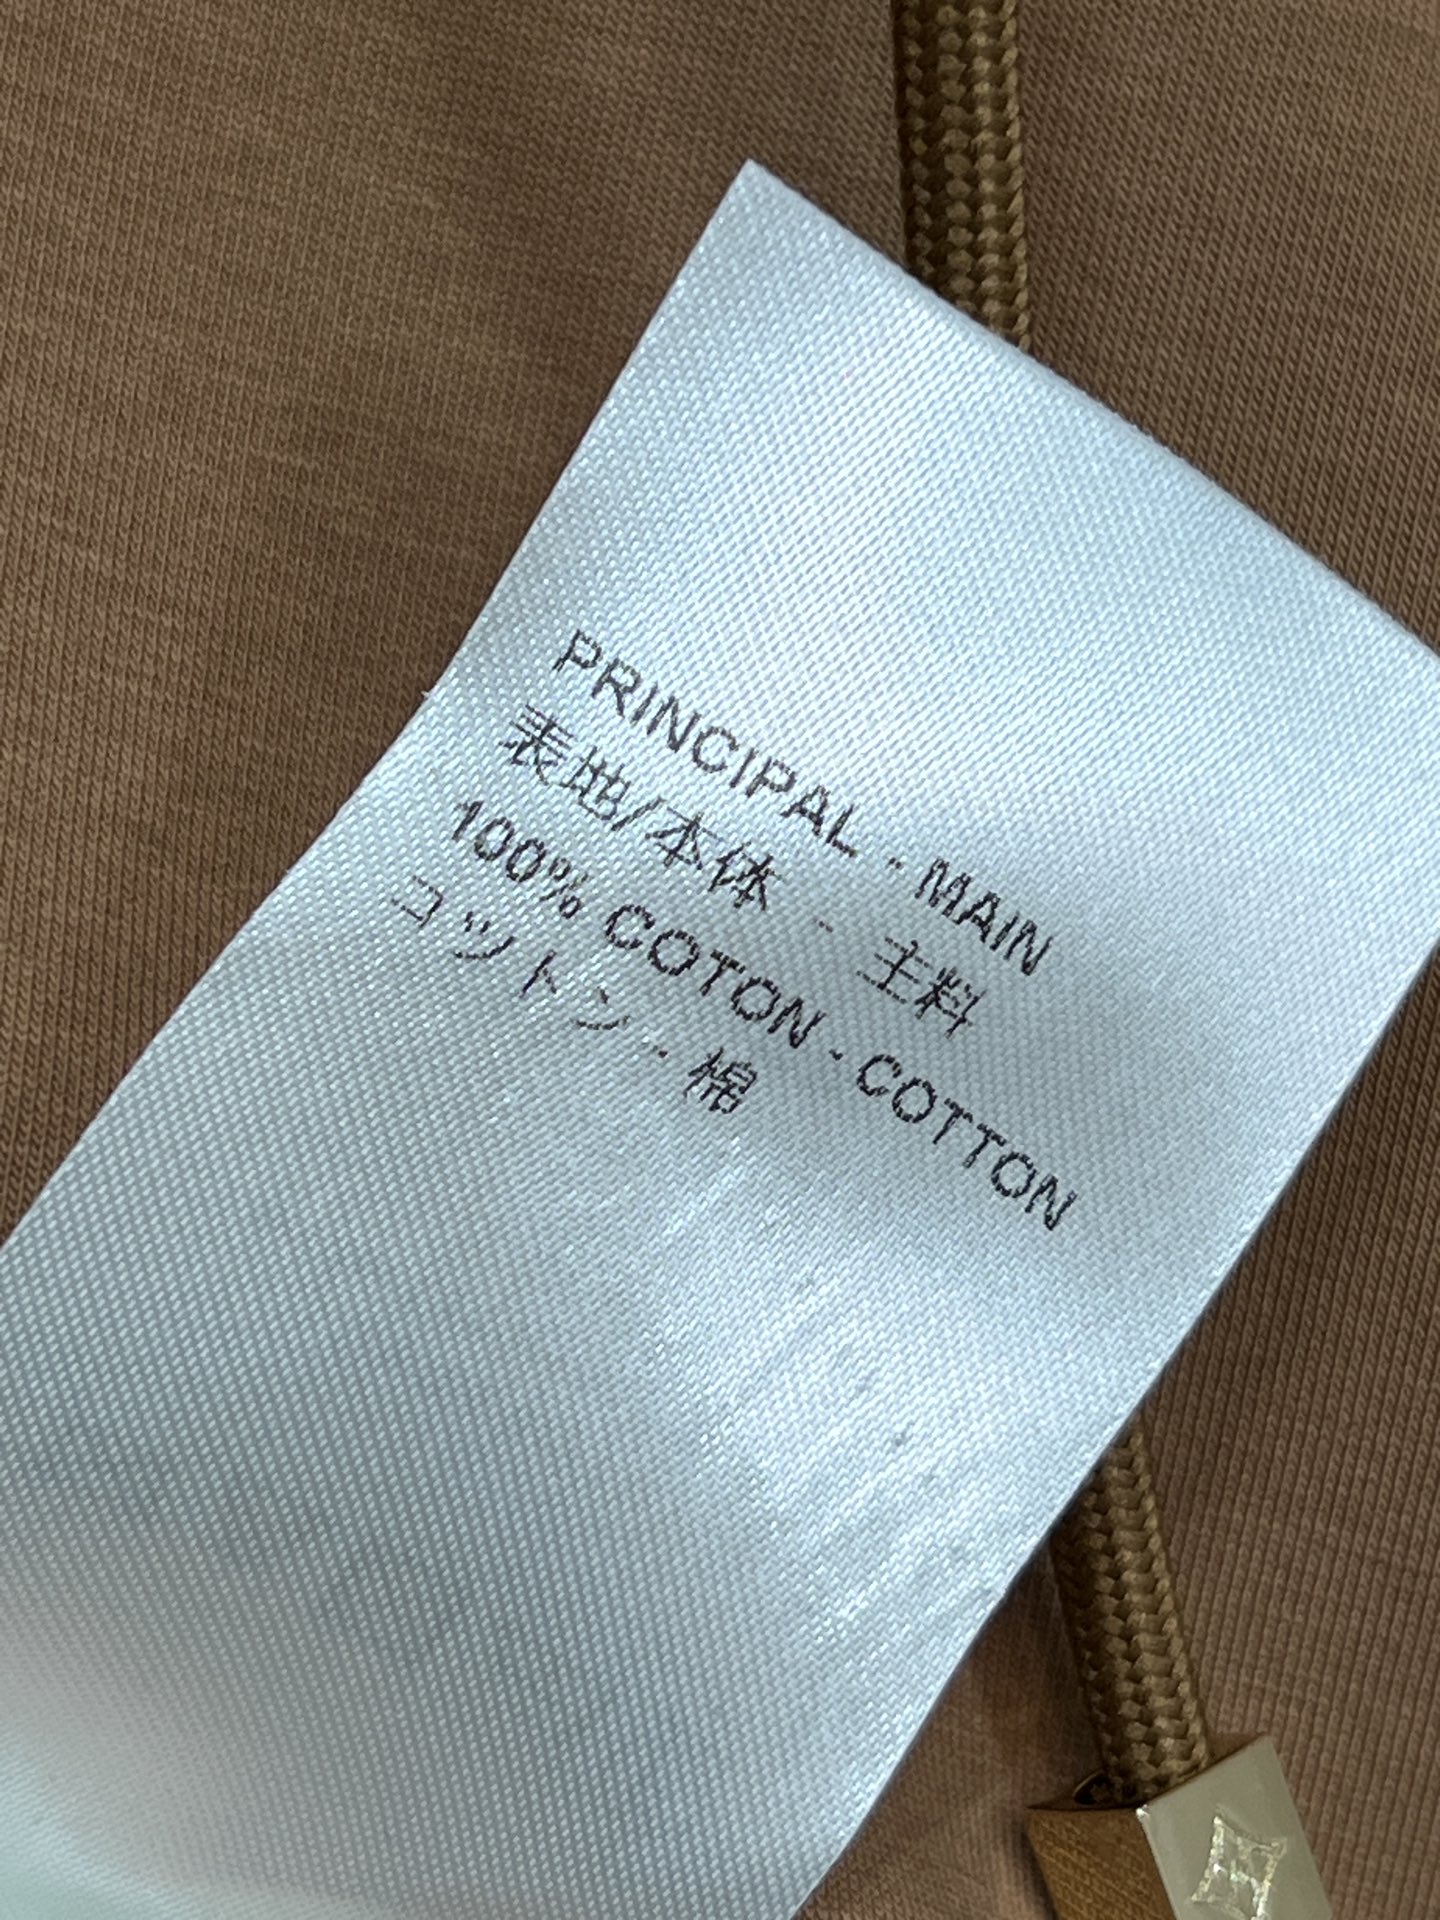 PRINCIPAL - MAIN
表地/本体 - 主料
100% COTON - COTTON
コットン - 棉